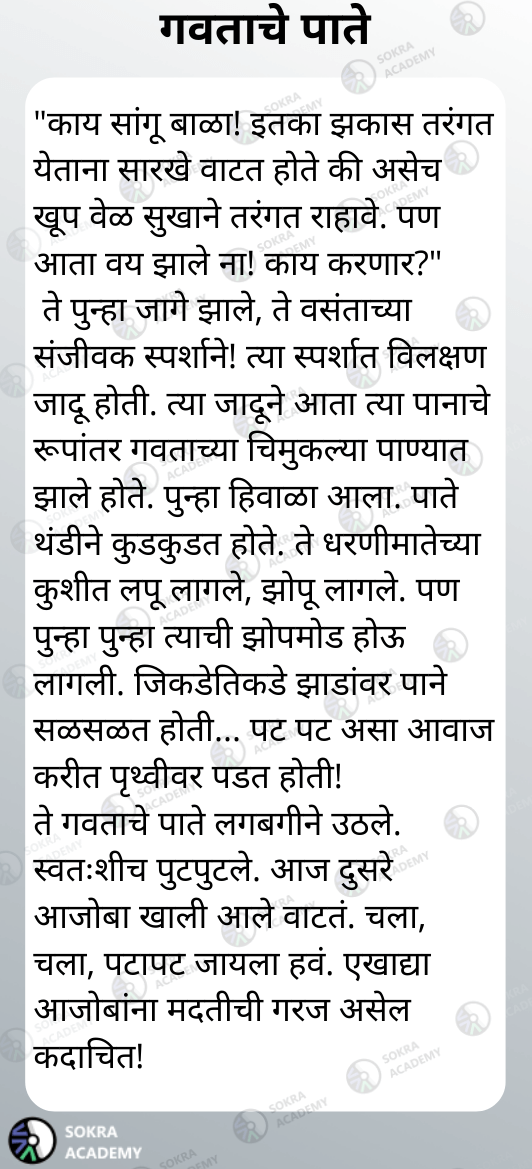 गवताचे पाते
"काय सांगू बाळा! इतका झकास तरंगत
येताना सारखे वाटत होते की असेच
खूप वेळ सुखाने तरंगत राहावे. पण
आता वय झाले ना! काय करणार?"
ते पुन्हा जागे झाले, ते वसंताच्या
संजीवक स्पर्शाने! त्या स्पर्शात विलक्षण
जादू होती. त्या जादूने आता त्या पानाचे
रूपांतर गवताच्या चिमुकल्या पाण्यात
झाले होते. पुन्हा हिवाळा आला. पाते
थंडीने कुडकुडत होते. ते धरणीमातेच्या
कुशीत लपू लागले, झोपू लागले. पण
पुन्हा पुन्हा त्याची झोपमोड होऊ
लागली. जिकडेतिकडे झाडांवर पाने
सळसळत होती... पट पट असा आवाज
करीत पृथ्वीवर पडत होती!
ते गवताचे पाते लगबगीने उठले.
स्वतःशीच पुटपुटले. आज दुसरे
आजोबा खाली आले वाटतं. चला,
चला, पटापट जायला हवं. एखाद्या
आजोबांना मदतीची गरज असेल
कदाचित!
SOKRA
ACADEMY